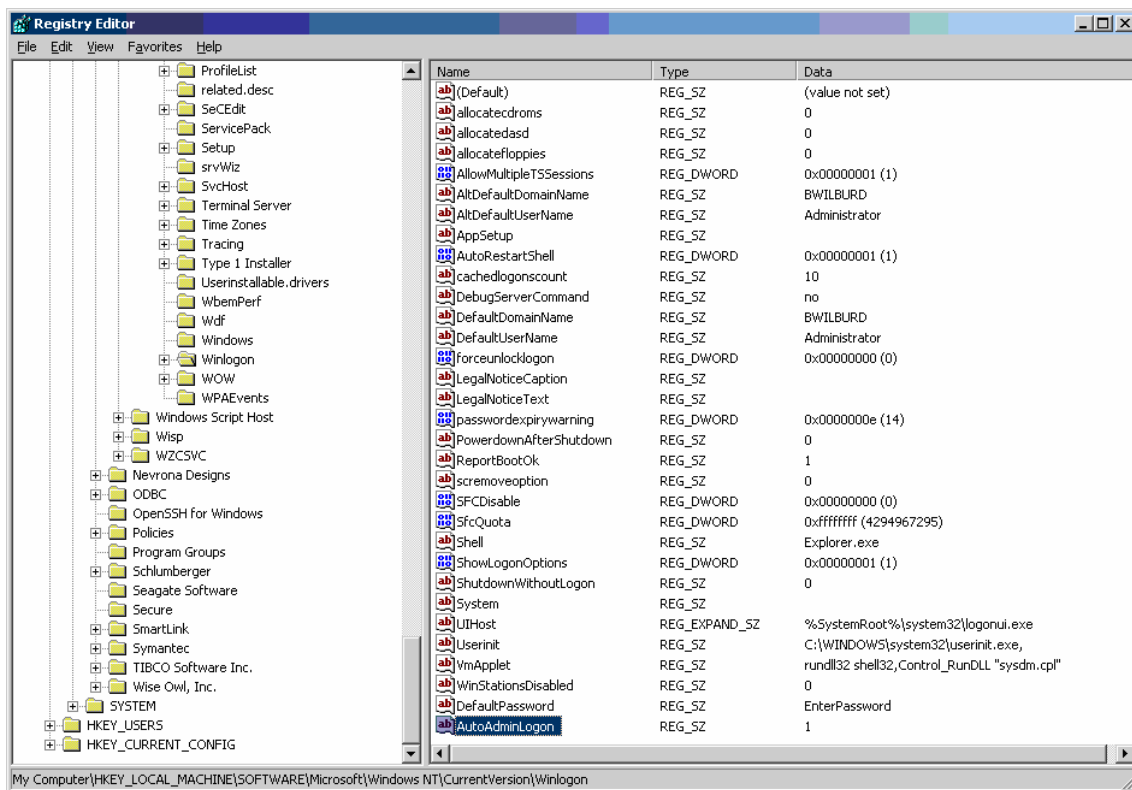 Registry Editor
File Edit View Favorites Help
ProfileList
related.desc
SeCEdit
ServicePack
Setup
srvWiz
SvcHost
Terminal Server
Time Zones
Tracing
Type 1 Installer
Userinstallable.drivers
WbemPerf
Wdf
Windows
Winlogon
WOW
WPAEvents
Windows Script Host
Wisp
WZCSVC
Nevrona Designs
ODBC
OpenSSH for Windows
Policies
Program Groups
Schlumberger
Seagate Software
Secure
SmartLink
Symantec
TIBCO Software Inc.
Wise Owl, Inc.
SYSTEM
HKEY_USERS
HKEY_CURRENT_CONFIG
Name Type Data
(Default) REG_SZ (value not set)
allocatecdroms REG_SZ 0
allocatedasd REG_SZ 0
allocatefloppies REG_SZ 0
AllowMultipleTSSessions REG_DWORD 0x00000001 (1)
AltDefaultDomainName REG_SZ BWILBURD
AltDefaultUserName REG_SZ Administrator
AppSetup REG_SZ
AutoRestartShell REG_DWORD 0x00000001 (1)
cachedlogonscount REG_SZ 10
DebugServerCommand REG_SZ no
DefaultDomainName REG_SZ BWILBURD
DefaultUserName REG_SZ Administrator
forceunlocklogon REG_DWORD 0x00000000 (0)
LegalNoticeCaption REG_SZ
LegalNoticeText REG_SZ
passwordexpirywarning REG_DWORD 0x0000000e (14)
PowerdownAfterShutdown REG_SZ 0
ReportBootOk REG_SZ 1
scremoveoption REG_SZ 0
SFCDisable REG_DWORD 0x00000000 (0)
SfcQuota REG_DWORD 0xffffffff (4294967295)
Shell REG_SZ Explorer.exe
ShowLogonOptions REG_DWORD 0x00000001 (1)
ShutdownWithoutLogon REG_SZ 0
System REG_SZ
UIHost REG_EXPAND_SZ %SystemRoot%\system32\logonui.exe
Userinit REG_SZ C:\WINDOWS\system32\userinit.exe,
VmApplet REG_SZ rundll32 shell32,Control_RunDLL "sysdm.cpl"
WinStationsDisabled REG_SZ 0
DefaultPassword REG_SZ EnterPassword
AutoAdminLogon REG_SZ 1
My Computer\HKEY_LOCAL_MACHINE\SOFTWARE\Microsoft\Windows NT\CurrentVersion\Winlogon